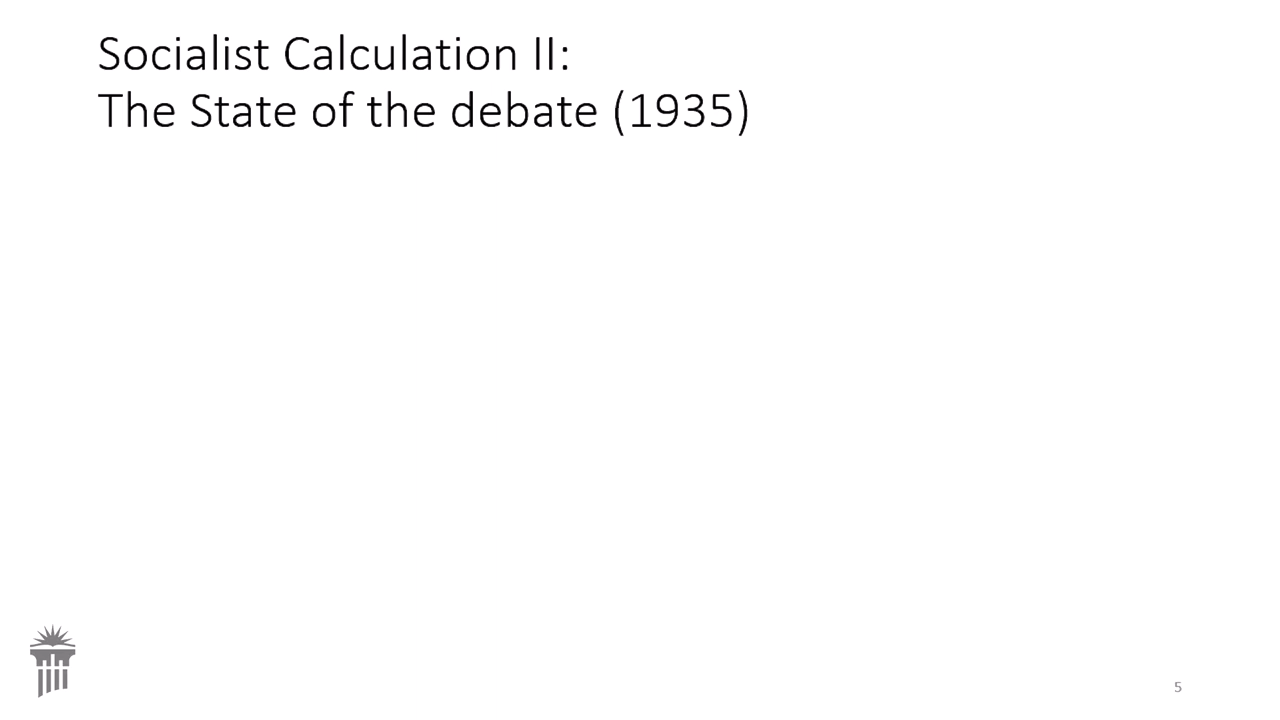 Socialist Calculation II:
The State of the debate (1935)
5